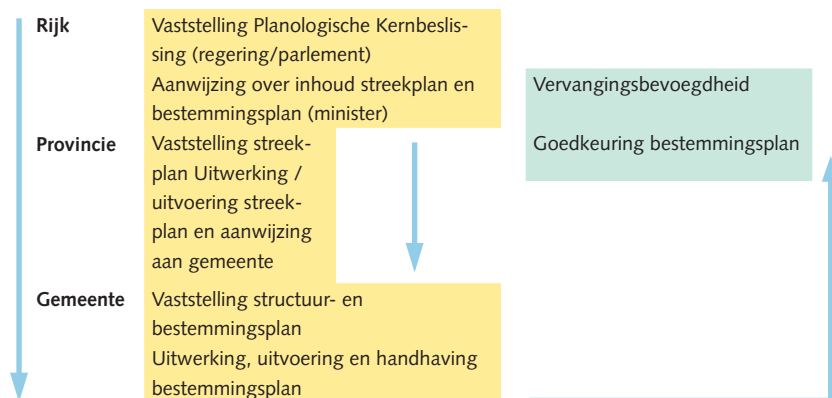 Rijk
Vaststelling Planologische Kernbeslis-
sing (regering/parlement)
Aanwijzing over inhoud streekplan en
bestemmingsplan (minister)
Vervangingsbevoegdheid
Provincie
Vaststelling streek-
plan Uitwerking /
uitvoering streek-
plan en aanwijzing
aan gemeente
Goedkeuring bestemmingsplan
Gemeente
Vaststelling structuur- en
bestemmingsplan
Uitwerking, uitvoering en handhaving
bestemmingsplan